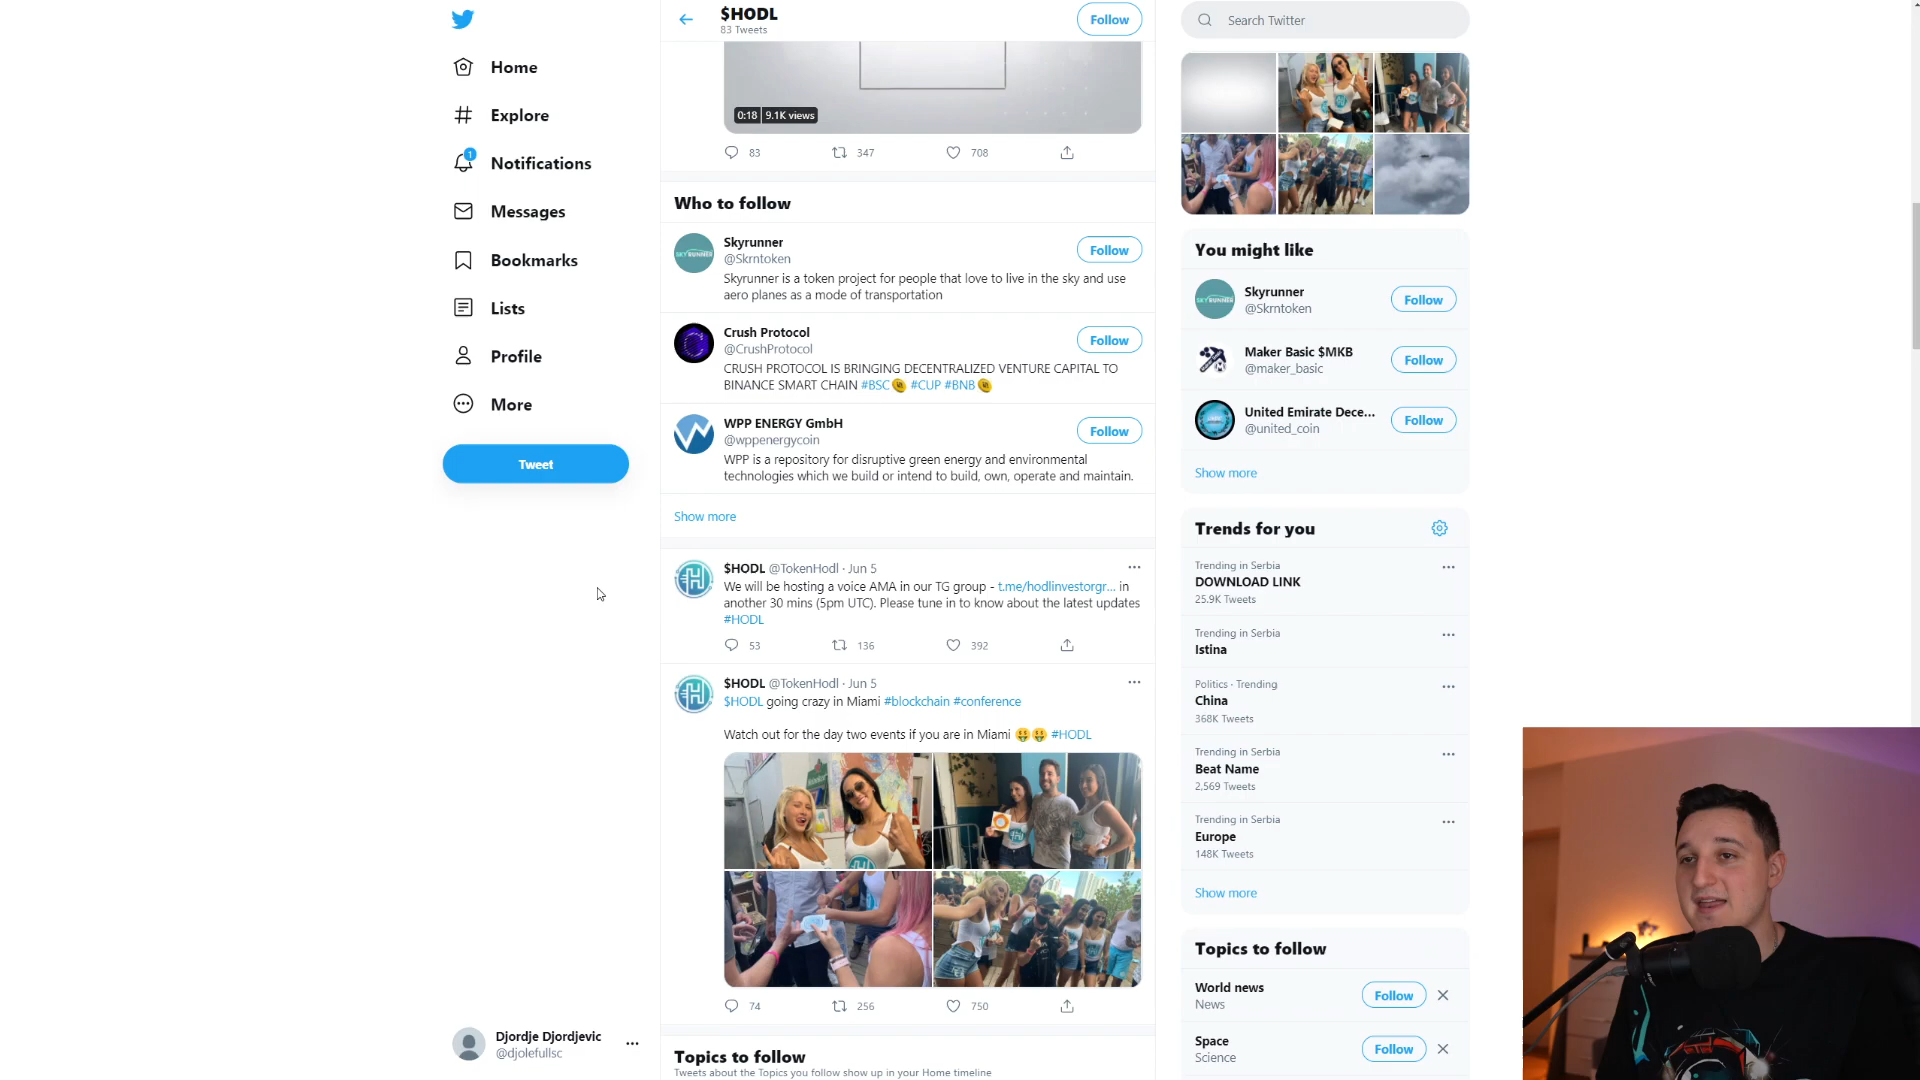 $HODL
83 Tweets
Follow
Search Twitter
Home
Explore
1
Notifications
Messages
Bookmarks
Lists
Profile
More
Tweet
0:18 9.1K views
83 347 708
Who to follow
Skyrunner
@Skrntoken
Follow
Skyrunner is a token project for people that love to live in the sky and use
aero planes as a mode of transportation
Crush Protocol
@CrushProtocol
Follow
CRUSH PROTOCOL IS BRINGING DECENTRALIZED VENTURE CAPITAL TO
BINANCE SMART CHAIN #BSC #CUP #BNB
WPP ENERGY GmbH
@wppenergycoin
Follow
WPP is a repository for disruptive green energy and environmental
technologies which we build or intend to build, own, operate and maintain.
Show more
$HODL @TokenHodl · Jun 5
We will be hosting a voice AMA in our TG group - t.me/hodlinvestorgr... in
another 30 mins (5pm UTC). Please tune in to know about the latest updates
#HODL
53 136 392
$HODL @TokenHodl · Jun 5
$HODL going crazy in Miami #blockchain #conference
Watch out for the day two events if you are in Miami 🤑🤑 #HODL
74 256 750
Topics to follow
Tweets about the Topics you follow show up in your Home timeline
You might like
Skyrunner
@Skrntoken
Follow
Maker Basic $MKB
@maker_basic
Follow
United Emirate Dece...
@united_coin
Follow
Show more
Trends for you
Trending in Serbia
DOWNLOAD LINK
25.9K Tweets
Trending in Serbia
Istina
Politics · Trending
China
368K Tweets
Trending in Serbia
Beat Name
2,569 Tweets
Trending in Serbia
Europe
148K Tweets
Show more
Topics to follow
World news
News
Follow
Space
Science
Follow
Djordje Djordjevic
@djolefullsc